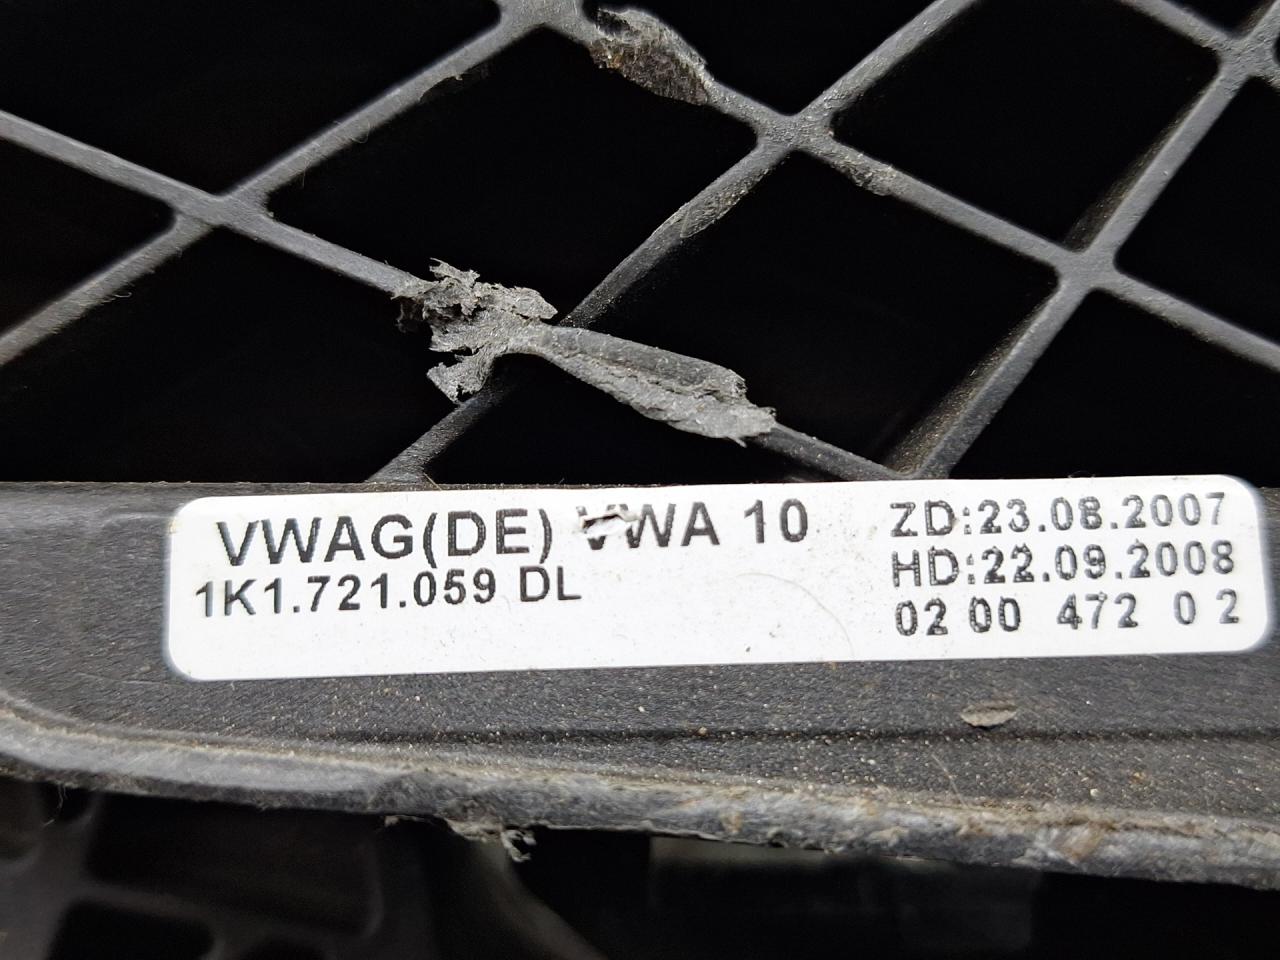 VWAG(DE) VWA 10
1K1.721.059 DL
ZD:23.08.2007
HD:22.09.2008
02 00 472 0 2